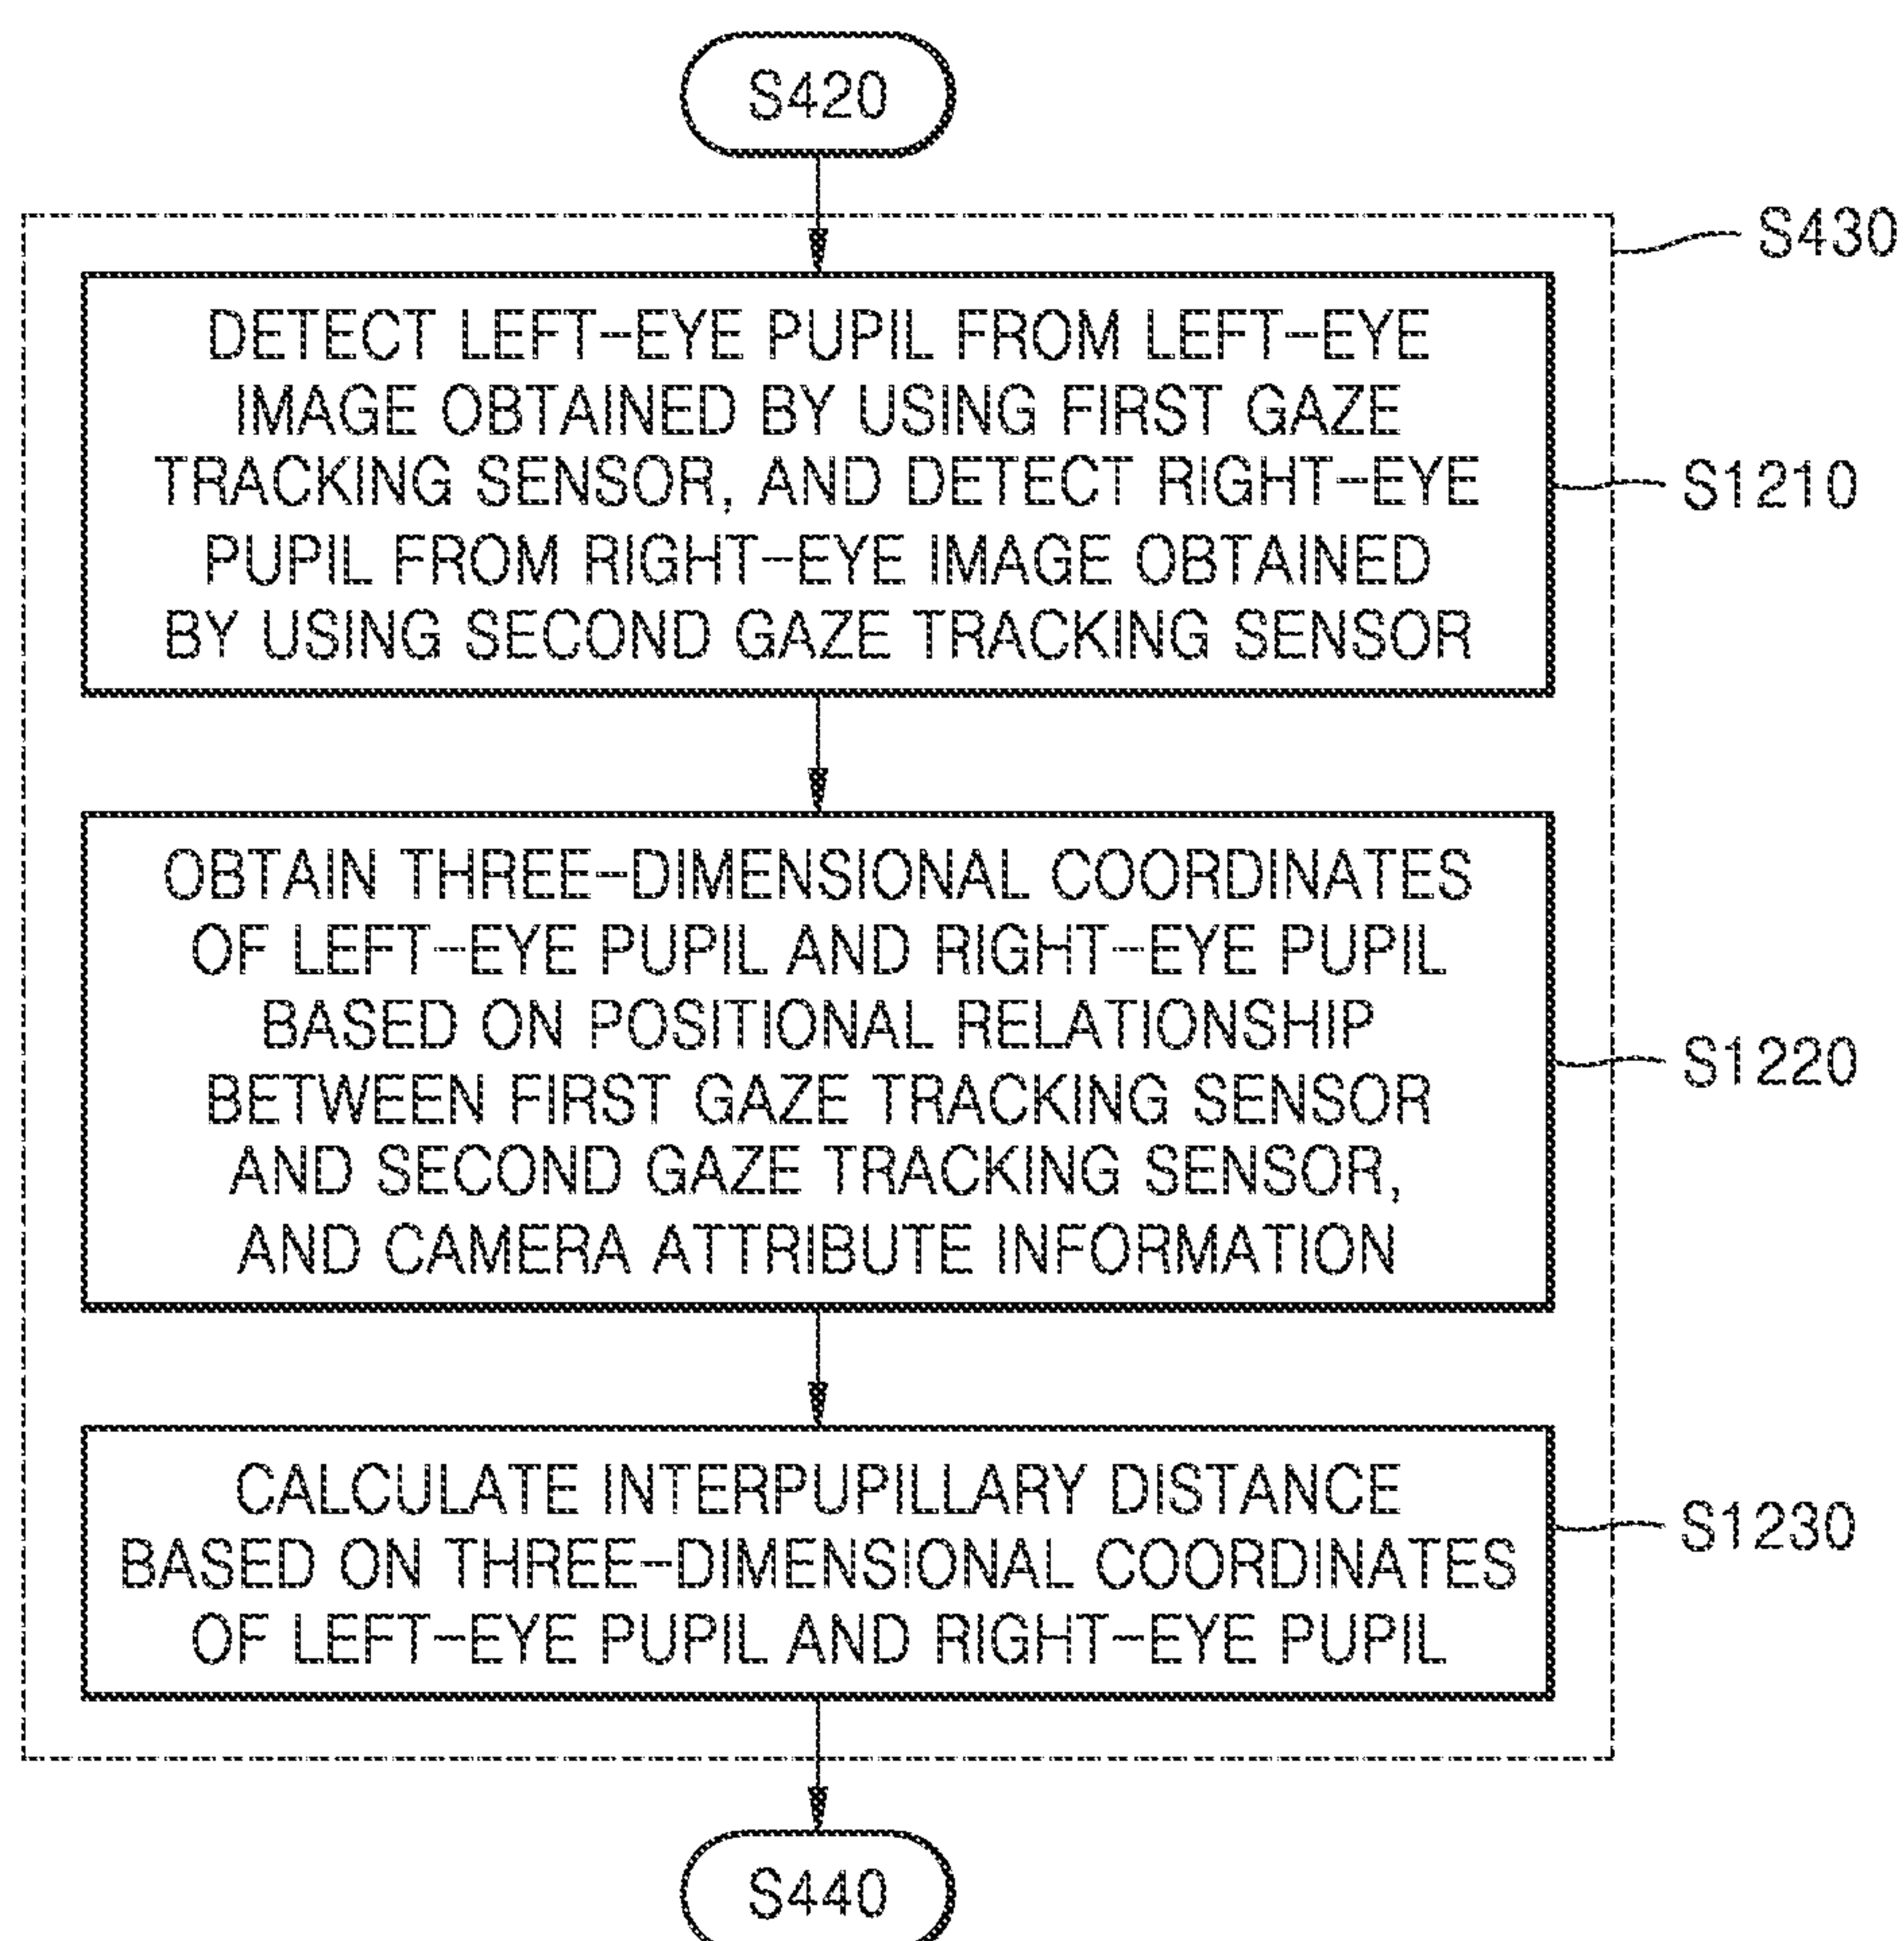 S420
S430
DETECT LEFT-EYE PUPIL FROM LEFT-EYE
IMAGE OBTAINED BY USING FIRST GAZE
TRACKING SENSOR, AND DETECT RIGHT-EYE
PUPIL FROM RIGHT-EYE IMAGE OBTAINED
BY USING SECOND GAZE TRACKING SENSOR
S1210
OBTAIN THREE-DIMENSIONAL COORDINATES
OF LEFT-EYE PUPIL AND RIGHT-EYE PUPIL
BASED ON POSITIONAL RELATIONSHIP
BETWEEN FIRST GAZE TRACKING SENSOR
AND SECOND GAZE TRACKING SENSOR,
AND CAMERA ATTRIBUTE INFORMATION
S1220
CALCULATE INTERPUPILLARY DISTANCE
BASED ON THREE-DIMENSIONAL COORDINATES
OF LEFT-EYE PUPIL AND RIGHT-EYE PUPIL
S1230
S440